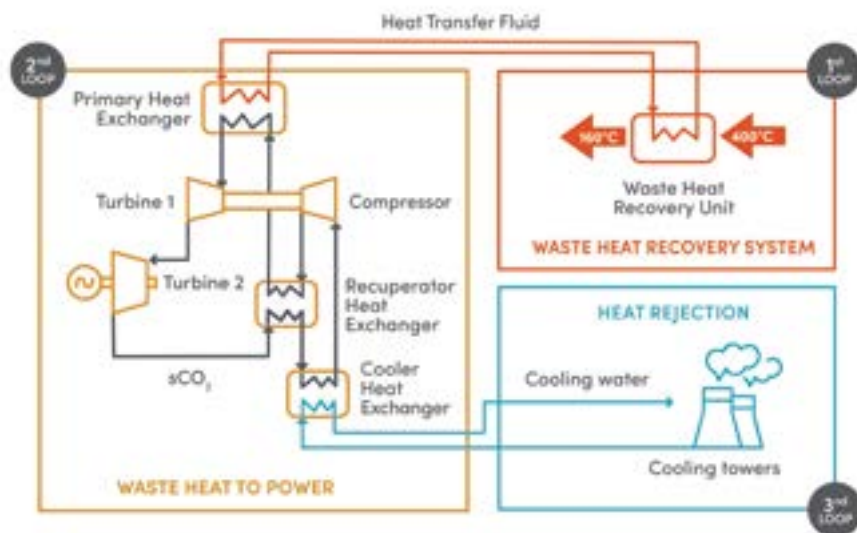 Heat Transfer Fluid
2nd
LOOP
1st
LOOP
Primary Heat
Exchanger
160°C
400°C
Waste Heat
Recovery Unit
Turbine 1
Compressor
WASTE HEAT RECOVERY SYSTEM
Turbine 2
Recuperator
Heat
Exchanger
HEAT REJECTION
sCO₂
Cooler
Heat
Exchanger
Cooling water
Cooling towers
WASTE HEAT TO POWER
3rd
LOOP